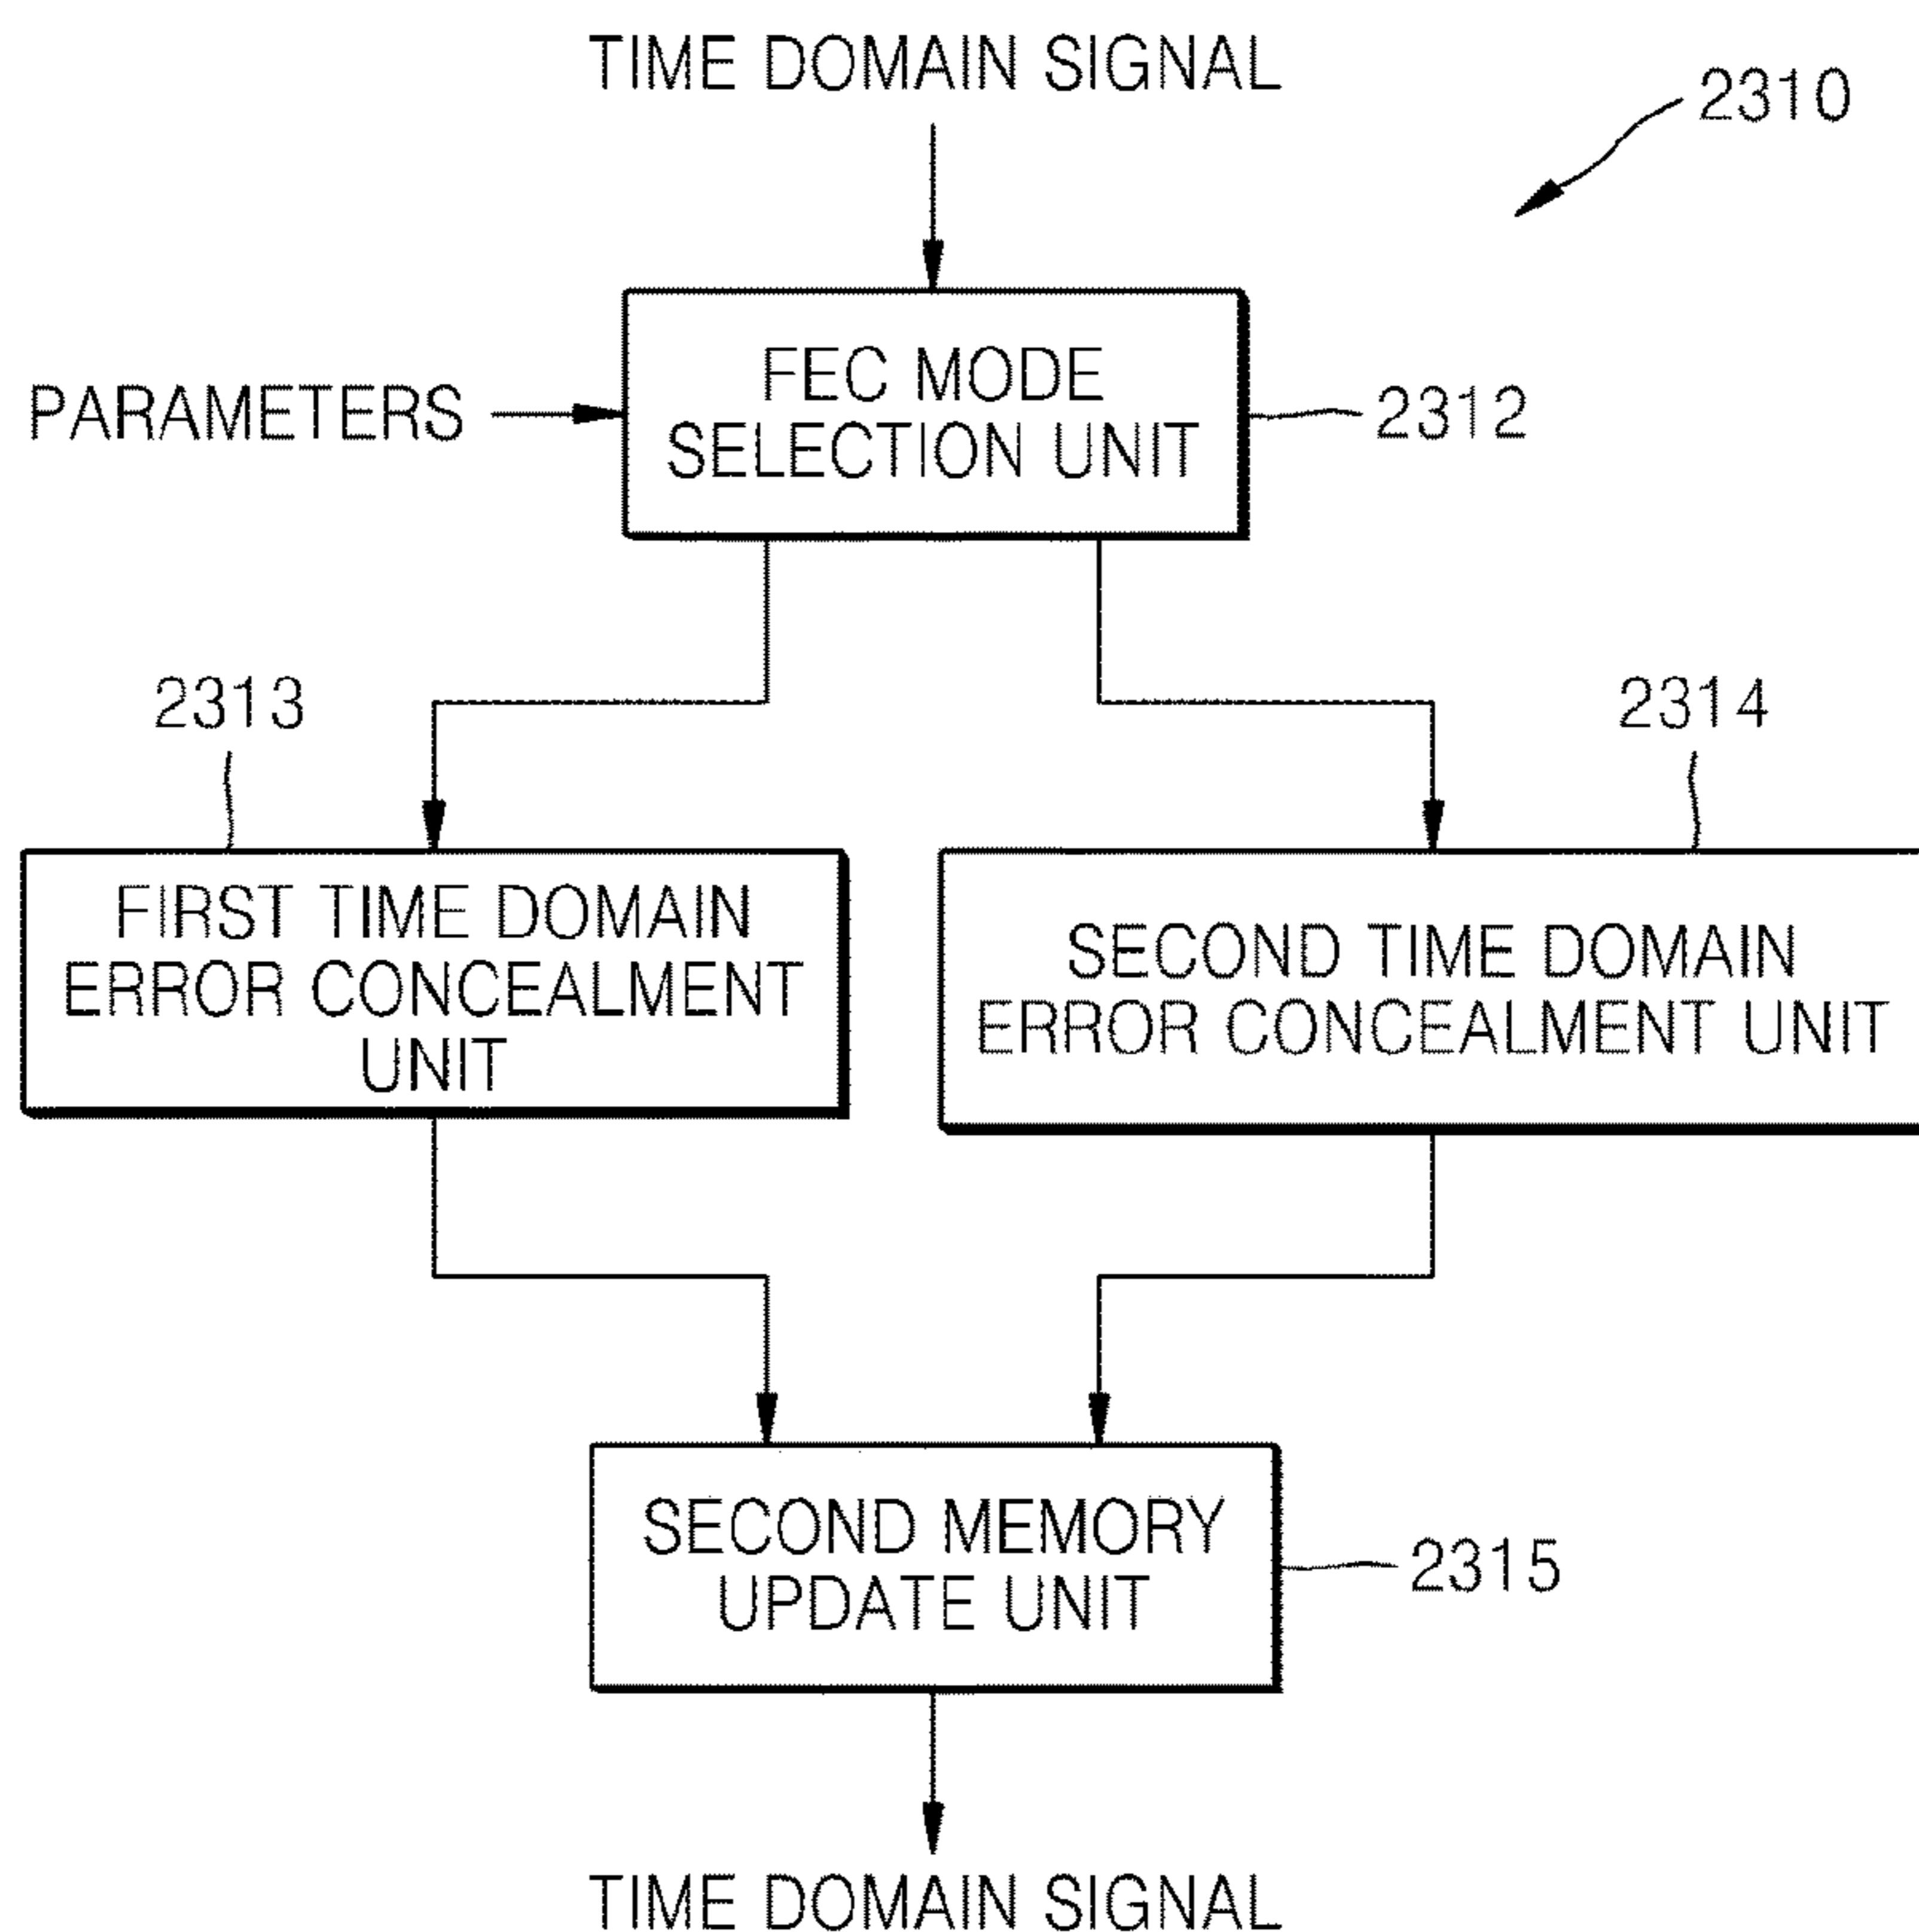 TIME DOMAIN SIGNAL
2310
FEC MODE
SELECTION UNIT
PARAMETERS
2312
2313
2314
FIRST TIME DOMAIN
ERROR CONCEALMENT
UNIT
SECOND TIME DOMAIN
ERROR CONCEALMENT UNIT
SECOND MEMORY
UPDATE UNIT
2315
TIME DOMAIN SIGNAL